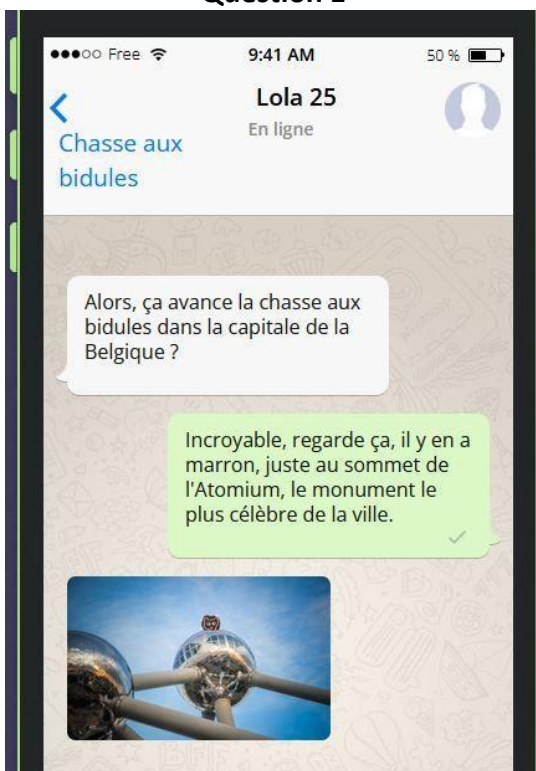 ●●●○○ Free 9:41 AM 50 %
Lola 25
En ligne
Chasse aux
bidules
Alors, ça avance la chasse aux
bidules dans la capitale de la
Belgique ?
Incroyable, regarde ça, il y en a
marron, juste au sommet de
l'Atomium, le monument le
plus célèbre de la ville.